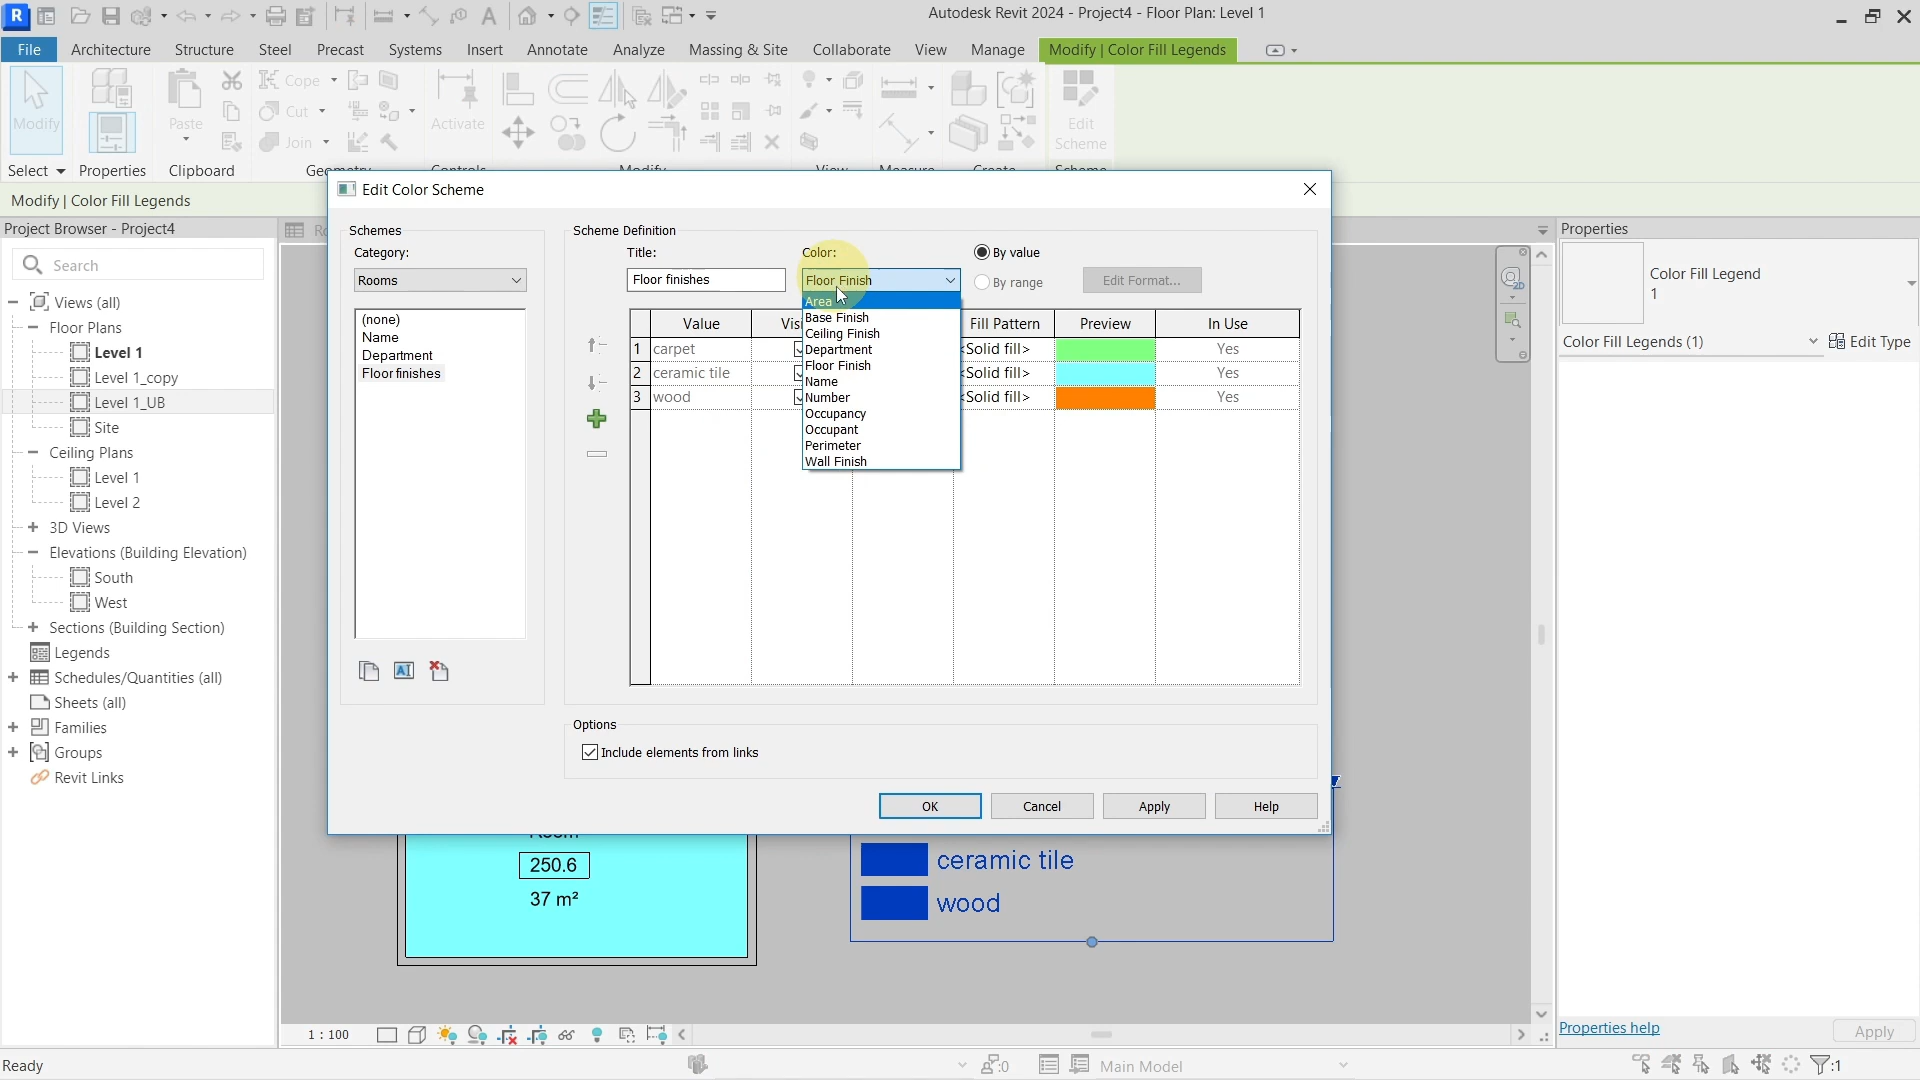 Autodesk Revit 2024 - Project4 - Floor Plan: Level 1
File Architecture Structure Steel Precast Systems Insert Annotate Analyze Massing & Site Collaborate View Manage Modify | Color Fill Legends
Modify
Paste
Cope
Cut
Join
Activate
Edit
Scheme
Select Properties Clipboard Geometry Controls Modify View Measure Create Scheme
Modify | Color Fill Legends
Project Browser - Project4
Search
Views (all)
Floor Plans
Level 1
Level 1_copy
Level 1_UB
Site
Ceiling Plans
Level 1
Level 2
3D Views
Elevations (Building Elevation)
South
West
Sections (Building Section)
Legends
Schedules/Quantities (all)
Sheets (all)
Families
Groups
Revit Links
Edit Color Scheme
Schemes
Category:
Rooms
(none)
Name
Department
Floor finishes
Scheme Definition
Title:
Floor finishes
Color:
Floor Finish
By value
By range
Edit Format...
Area
Base Finish
Ceiling Finish
Department
Floor Finish
Name
Number
Occupancy
Occupant
Perimeter
Wall Finish
Value Fill Pattern Preview In Use
1 carpet <Solid fill> Yes
2 ceramic tile <Solid fill> Yes
3 wood <Solid fill> Yes
Options
Include elements from links
OK Cancel Apply Help
Room
250.6
37 m²
ceramic tile
wood
Properties
Color Fill Legend
1
Color Fill Legends (1) Edit Type
2D
Properties help Apply
1 : 100
Ready
:0
Main Model
:1